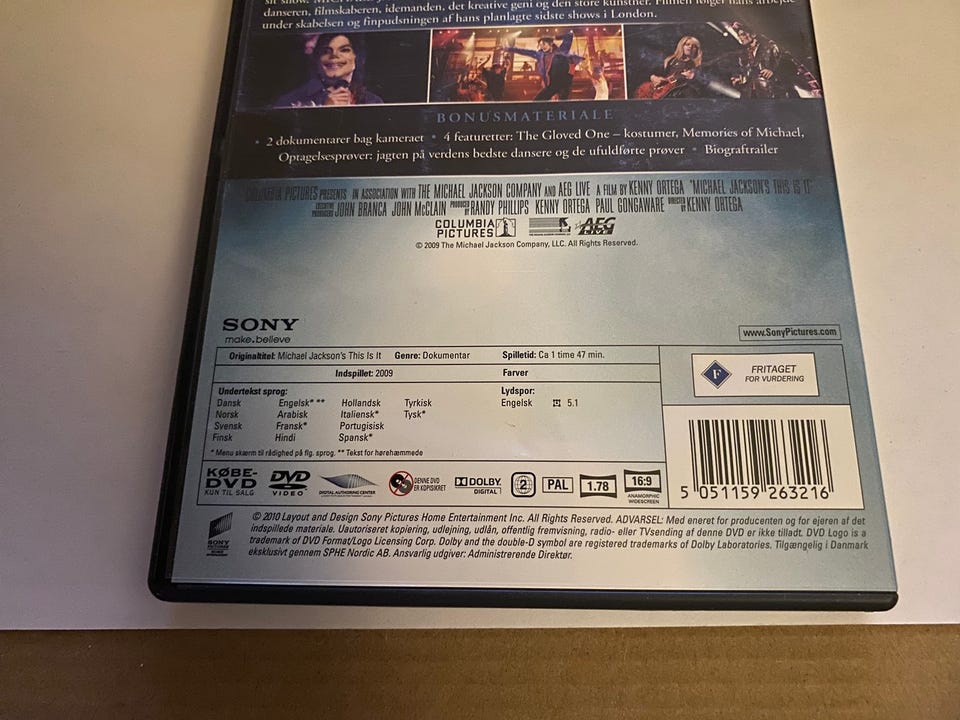 danseren, filmskaberen, idemanden, det kreative geni og den store kunstner. Filmen følger hans arbejde
under skabelsen og finpudsningen af hans planlagte sidste shows i London.
BONUSMATERIALE
• 2 dokumentarer bag kameraet • 4 featuretter: The Gloved One – kostumer, Memories of Michael,
Optagelsesprøver: jagten på verdens bedste dansere og de ufuldførte prøver • Biograftrailer
COLUMBIA PICTURES PRESENTS IN ASSOCIATION WITH THE MICHAEL JACKSON COMPANY AND AEG LIVE A FILM BY KENNY ORTEGA "MICHAEL JACKSON'S THIS IS IT"
EXECUTIVE PRODUCERS JOHN BRANCA JOHN McCLAIN PRODUCED BY RANDY PHILLIPS KENNY ORTEGA PAUL GONGAWARE DIRECTED BY KENNY ORTEGA
COLUMBIA PICTURES AEG LIVE
© 2009 The Michael Jackson Company, LLC. All Rights Reserved.
SONY
make.believe
www.SonyPictures.com
Originaltitel: Michael Jackson's This Is It Genre: Dokumentar Spilletid: Ca 1 time 47 min.
Indspillet: 2009 Farver
F FRITAGET FOR VURDERING
Undertekst sprog: Lydspor:
Dansk Engelsk* ** Hollandsk Tyrkisk Engelsk 5.1
Norsk Arabisk Italiensk* Tysk*
Svensk Fransk* Portugisisk
Finsk Hindi Spansk*
* Menu skærm til rådighed på flg. sprog. ** Tekst for hørehæmmede
KØBE-DVD KUN TIL SALG DVD VIDEO DIGITAL AUTHORING CENTER DENNE DVD ER KOPISIKRET DOLBY DIGITAL 2 PAL 1.78 16:9 ANAMORPHIC WIDESCREEN
5 051159 263216
SONY PICTURES
© 2010 Layout and Design Sony Pictures Home Entertainment Inc. All Rights Reserved. ADVARSEL: Med eneret for producenten og for ejeren af det
indspillede materiale. Uautoriseret kopiering, udlejning, udlån, offentlig fremvisning, radio- eller TVsending af denne DVD er ikke tilladt. DVD Logo is a
trademark of DVD Format/Logo Licensing Corp. Dolby and the double-D symbol are registered trademarks of Dolby Laboratories. Tilgængelig i Danmark
eksklusivt gennem SPHE Nordic AB. Ansvarlig udgiver: Administrerende Direktør.